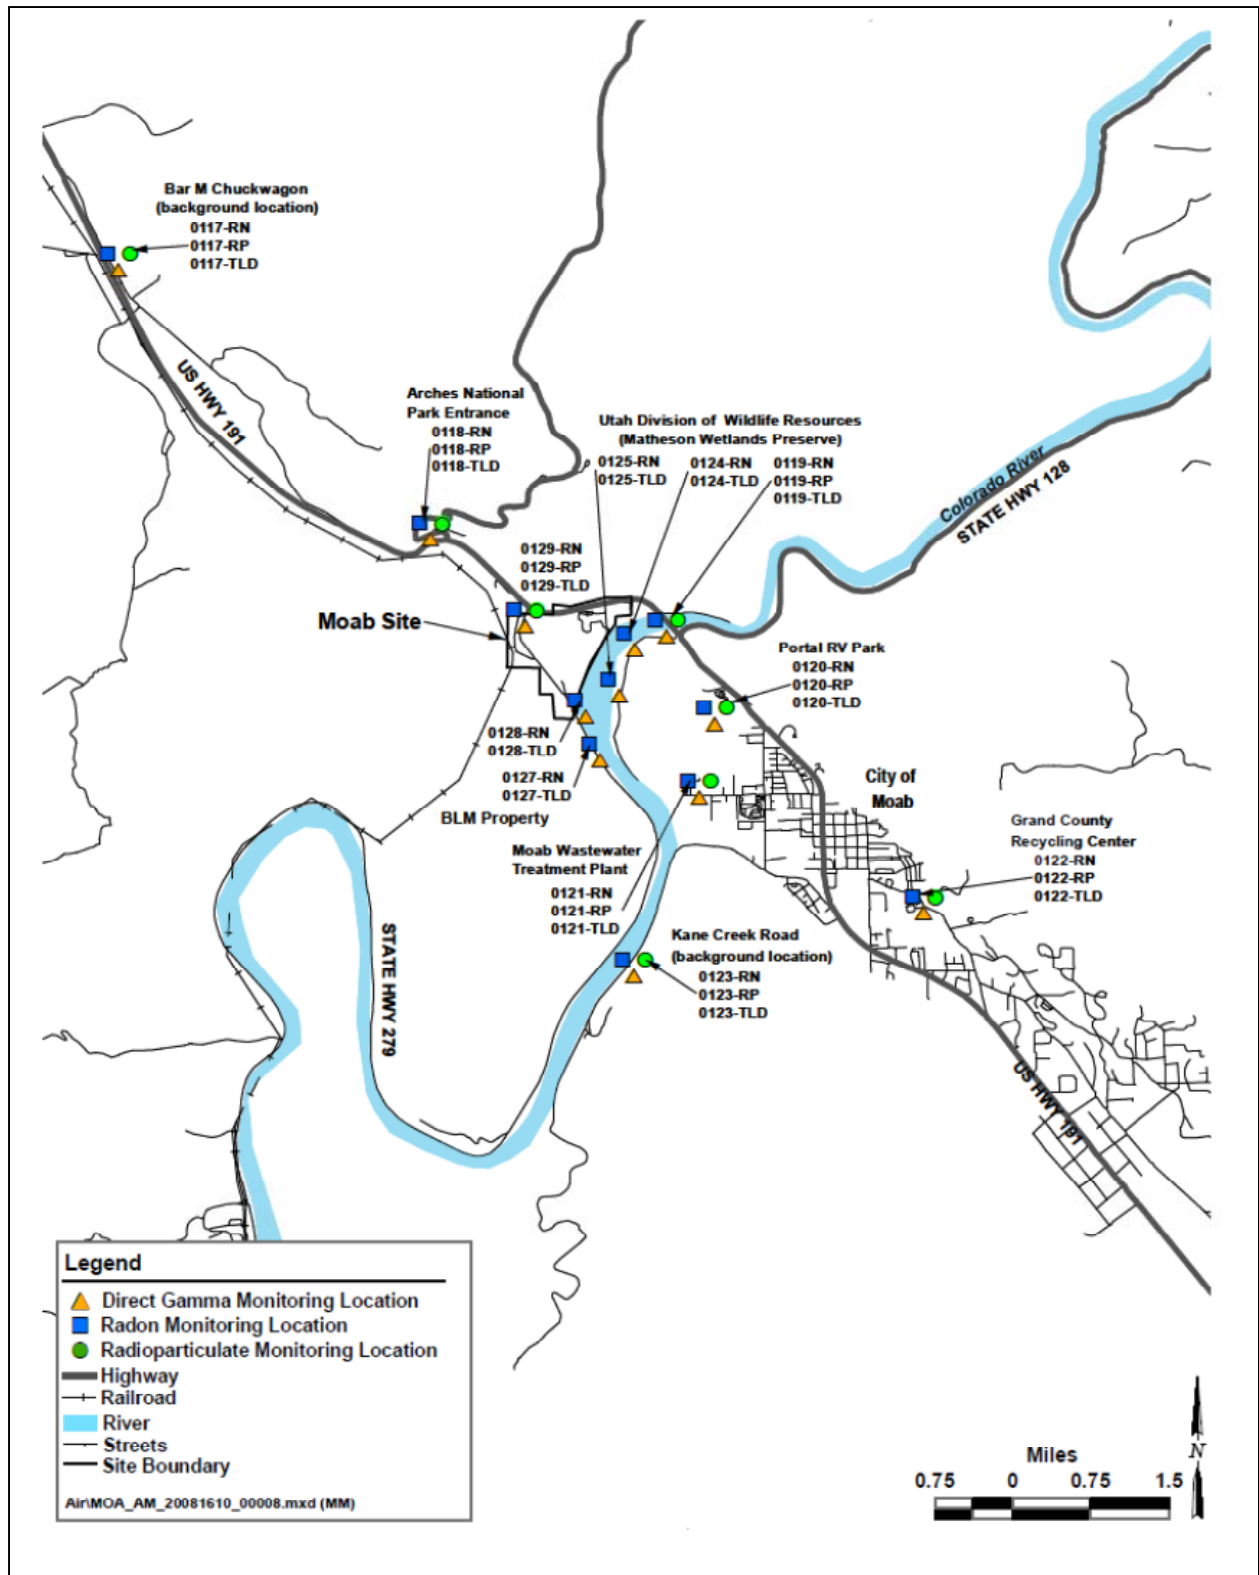 Bar M Chuckwagon
(background location)
0117-RN
0117-RP
0117-TLD
US HWY 191
Arches National
Park Entrance
0118-RN
0118-RP
0118-TLD
Utah Division of Wildlife Resources
(Matheson Wetlands Preserve)
0125-RN
0125-TLD
0124-RN
0124-TLD
0119-RN
0119-RP
0119-TLD
Colorado River
STATE HWY 128
0129-RN
0129-RP
0129-TLD
Moab Site
Portal RV Park
0120-RN
0120-RP
0120-TLD
0128-RN
0128-TLD
0127-RN
0127-TLD
BLM Property
City of
Moab
Grand County
Recycling Center
0122-RN
0122-RP
0122-TLD
Moab Wastewater
Treatment Plant
0121-RN
0121-RP
0121-TLD
Kane Creek Road
(background location)
0123-RN
0123-RP
0123-TLD
STATE HWY 279
US HWY 191
Legend
Direct Gamma Monitoring Location
Radon Monitoring Location
Radioparticulate Monitoring Location
Highway
Railroad
River
Streets
Site Boundary
Air\MOA_AM_20081610_00008.mxd (MM)
Miles
0.75 0 0.75 1.5
N